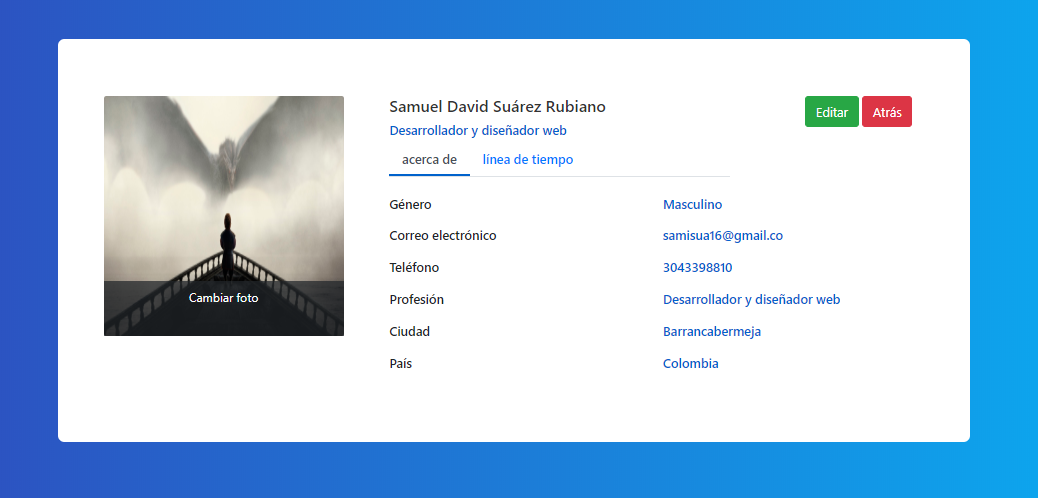 Samuel David Suárez Rubiano
Editar Atrás
Desarrollador y diseñador web
acerca de línea de tiempo
Género Masculino
Correo electrónico samisua16@gmail.co
Teléfono 3043398810
Cambiar foto
Profesión Desarrollador y diseñador web
Ciudad Barrancabermeja
País Colombia